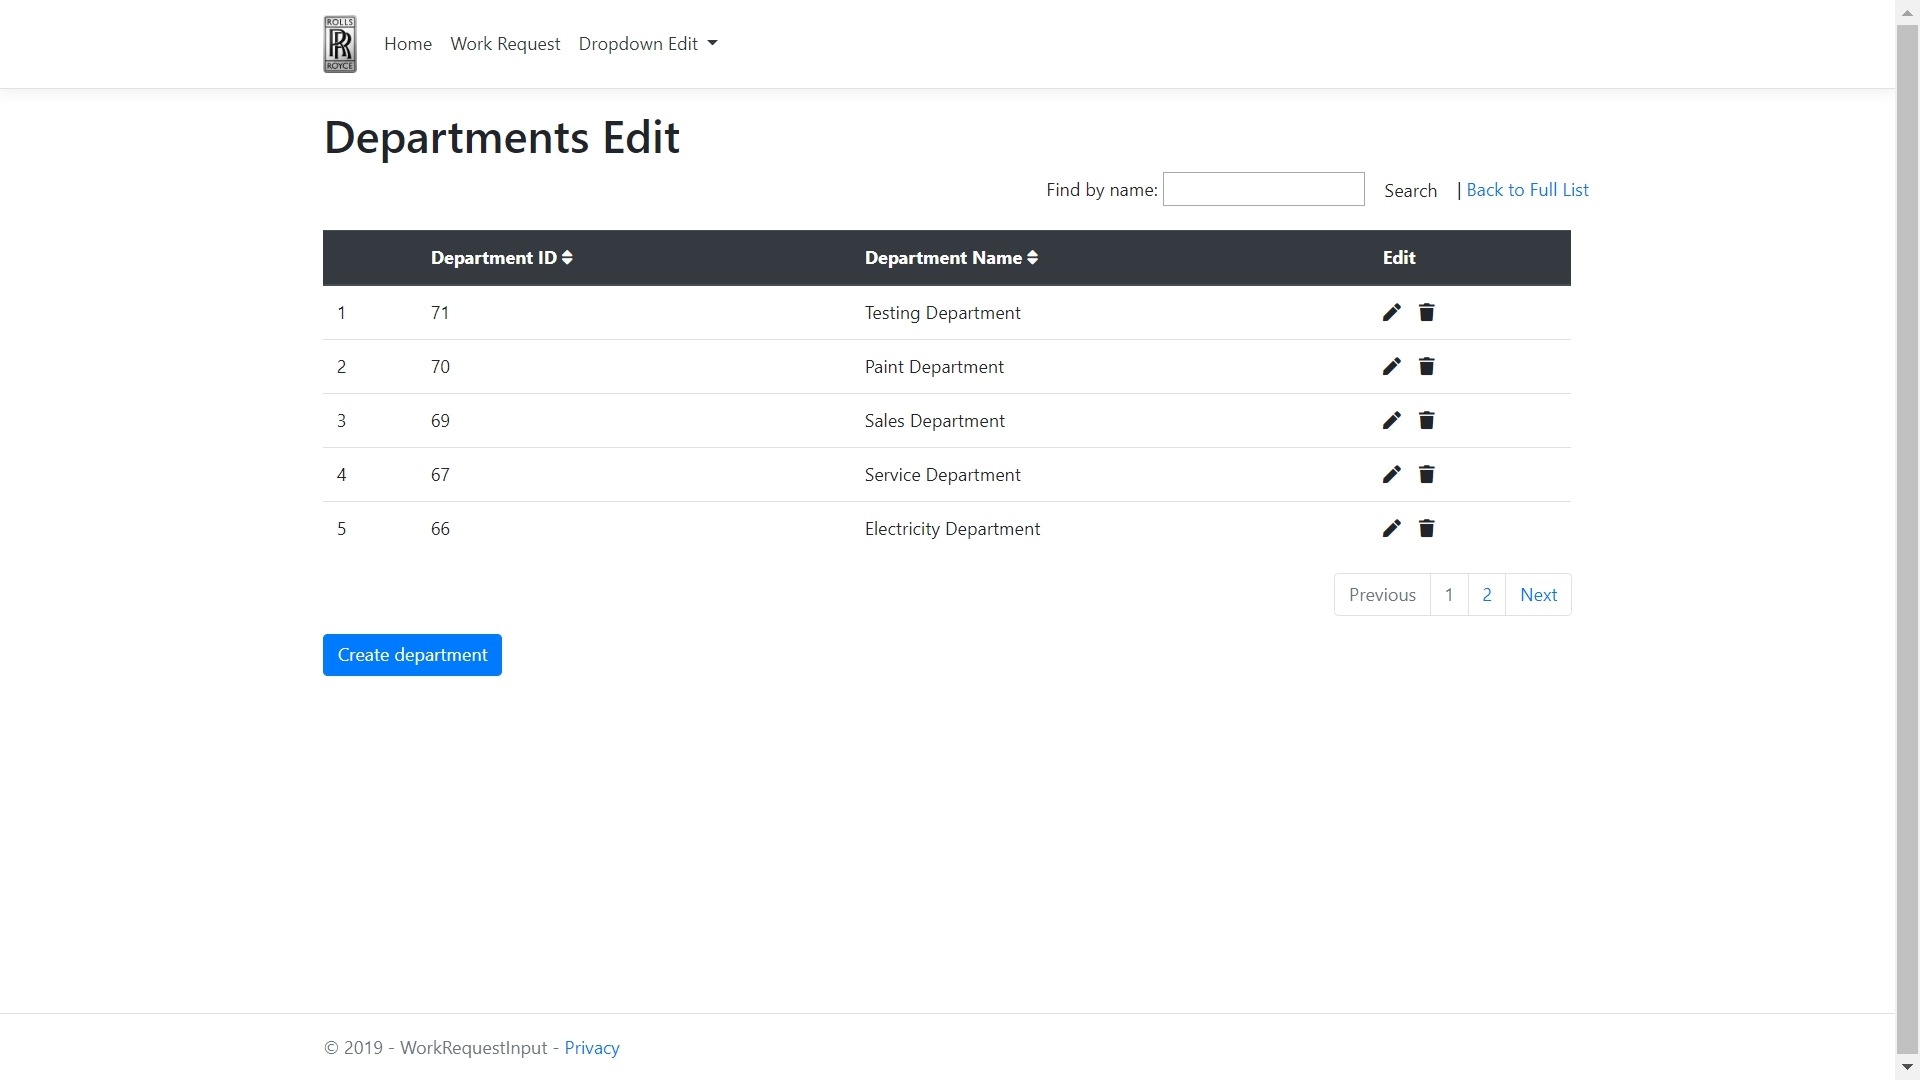 ROLLS
RR
ROYCE
Home Work Request Dropdown Edit
Departments Edit
Find by name: Search | Back to Full List
Department ID Department Name Edit
1 71 Testing Department
2 70 Paint Department
3 69 Sales Department
4 67 Service Department
5 66 Electricity Department
Previous 1 2 Next
Create department
© 2019 - WorkRequestInput - Privacy